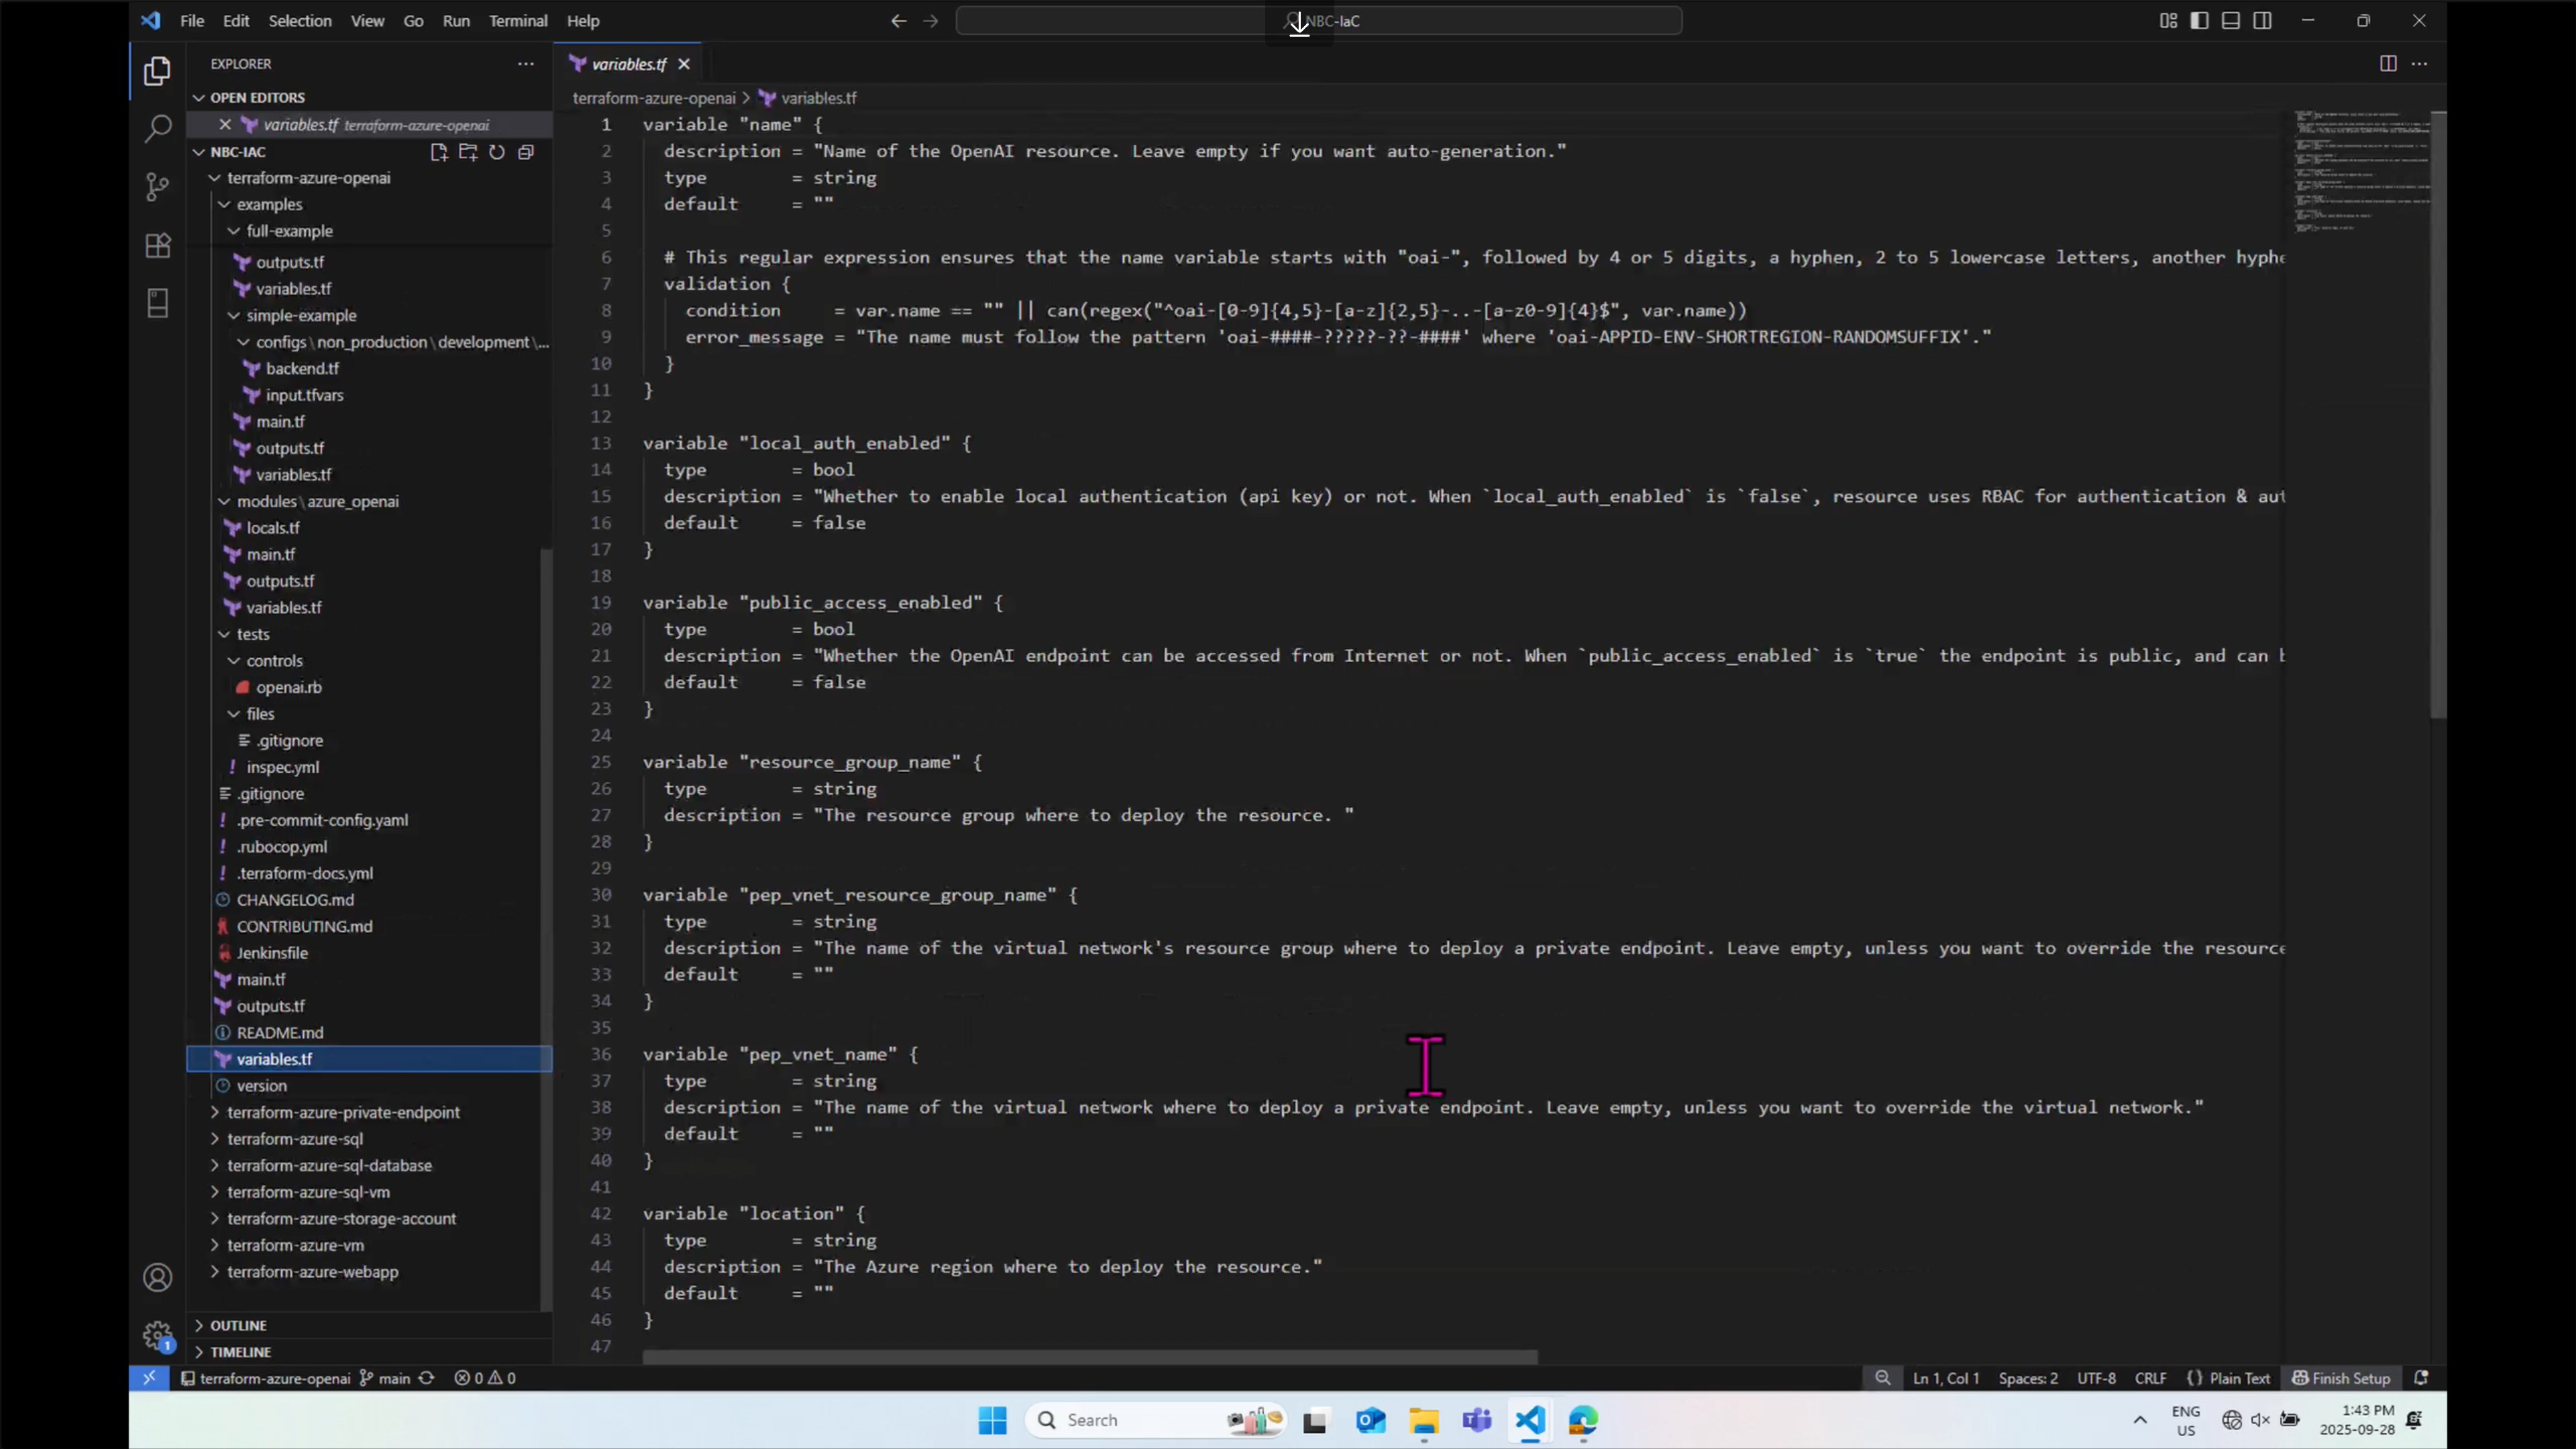 File Edit Selection View Go Run Terminal Help
NBC-IaC
EXPLORER
OPEN EDITORS
variables.tf terraform-azure-openai
NBC-IAC
terraform-azure-openai
examples
full-example
outputs.tf
variables.tf
simple-example
configs\non_production\development\...
backend.tf
input.tfvars
main.tf
outputs.tf
variables.tf
modules\azure_openai
locals.tf
main.tf
outputs.tf
variables.tf
tests
controls
openai.rb
files
.gitignore
inspec.yml
.gitignore
.pre-commit-config.yaml
.rubocop.yml
.terraform-docs.yml
CHANGELOG.md
CONTRIBUTING.md
Jenkinsfile
main.tf
outputs.tf
README.md
variables.tf
version
terraform-azure-private-endpoint
terraform-azure-sql
terraform-azure-sql-database
terraform-azure-sql-vm
terraform-azure-storage-account
terraform-azure-vm
terraform-azure-webapp
OUTLINE
TIMELINE
variables.tf
terraform-azure-openai > variables.tf
1 variable "name" {
2 description = "Name of the OpenAI resource. Leave empty if you want auto-generation."
3 type = string
4 default = ""
5
6 # This regular expression ensures that the name variable starts with "oai-", followed by 4 or 5 digits, a hyphen, 2 to 5 lowercase letters, another hyphe
7 validation {
8 condition = var.name == "" || can(regex("^oai-[0-9]{4,5}-[a-z]{2,5}-..-[a-z0-9]{4}$", var.name))
9 error_message = "The name must follow the pattern 'oai-####-?????-??-####' where 'oai-APPID-ENV-SHORTREGION-RANDOMSUFFIX'."
10 }
11 }
12
13 variable "local_auth_enabled" {
14 type = bool
15 description = "Whether to enable local authentication (api key) or not. When `local_auth_enabled` is `false`, resource uses RBAC for authentication & aut
16 default = false
17 }
18
19 variable "public_access_enabled" {
20 type = bool
21 description = "Whether the OpenAI endpoint can be accessed from Internet or not. When `public_access_enabled` is `true` the endpoint is public, and can b
22 default = false
23 }
24
25 variable "resource_group_name" {
26 type = string
27 description = "The resource group where to deploy the resource. "
28 }
29
30 variable "pep_vnet_resource_group_name" {
31 type = string
32 description = "The name of the virtual network's resource group where to deploy a private endpoint. Leave empty, unless you want to override the resource
33 default = ""
34 }
35
36 variable "pep_vnet_name" {
37 type = string
38 description = "The name of the virtual network where to deploy a private endpoint. Leave empty, unless you want to override the virtual network."
39 default = ""
40 }
41
42 variable "location" {
43 type = string
44 description = "The Azure region where to deploy the resource."
45 default = ""
46 }
47
1
terraform-azure-openai main 0 0 Ln 1, Col 1 Spaces: 2 UTF-8 CRLF {} Plain Text Finish Setup
Search
ENG
US
1:43 PM
2025-09-28